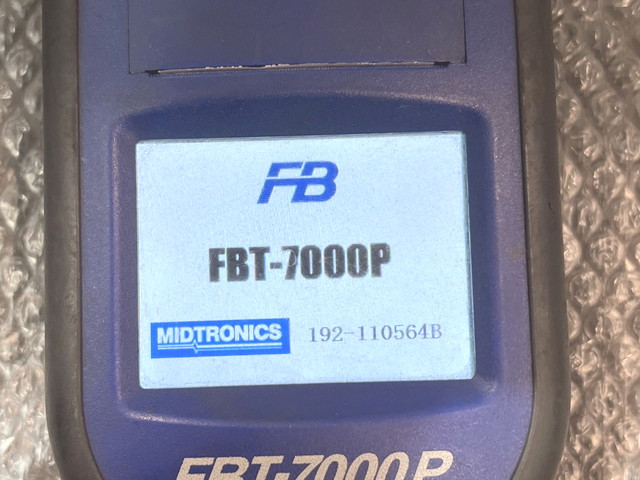 FB
FBT-7000P
MIDTRONICS 192-110564B
FBT-7000P